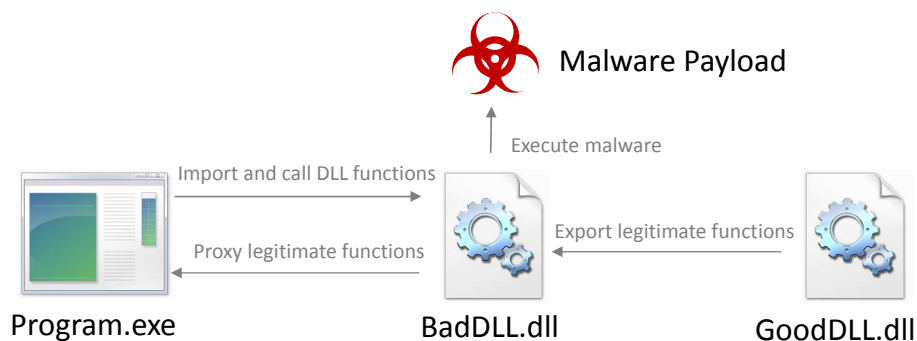 Malware Payload
Execute malware
Import and call DLL functions
Proxy legitimate functions
Export legitimate functions
Program.exe
BadDLL.dll
GoodDLL.dll